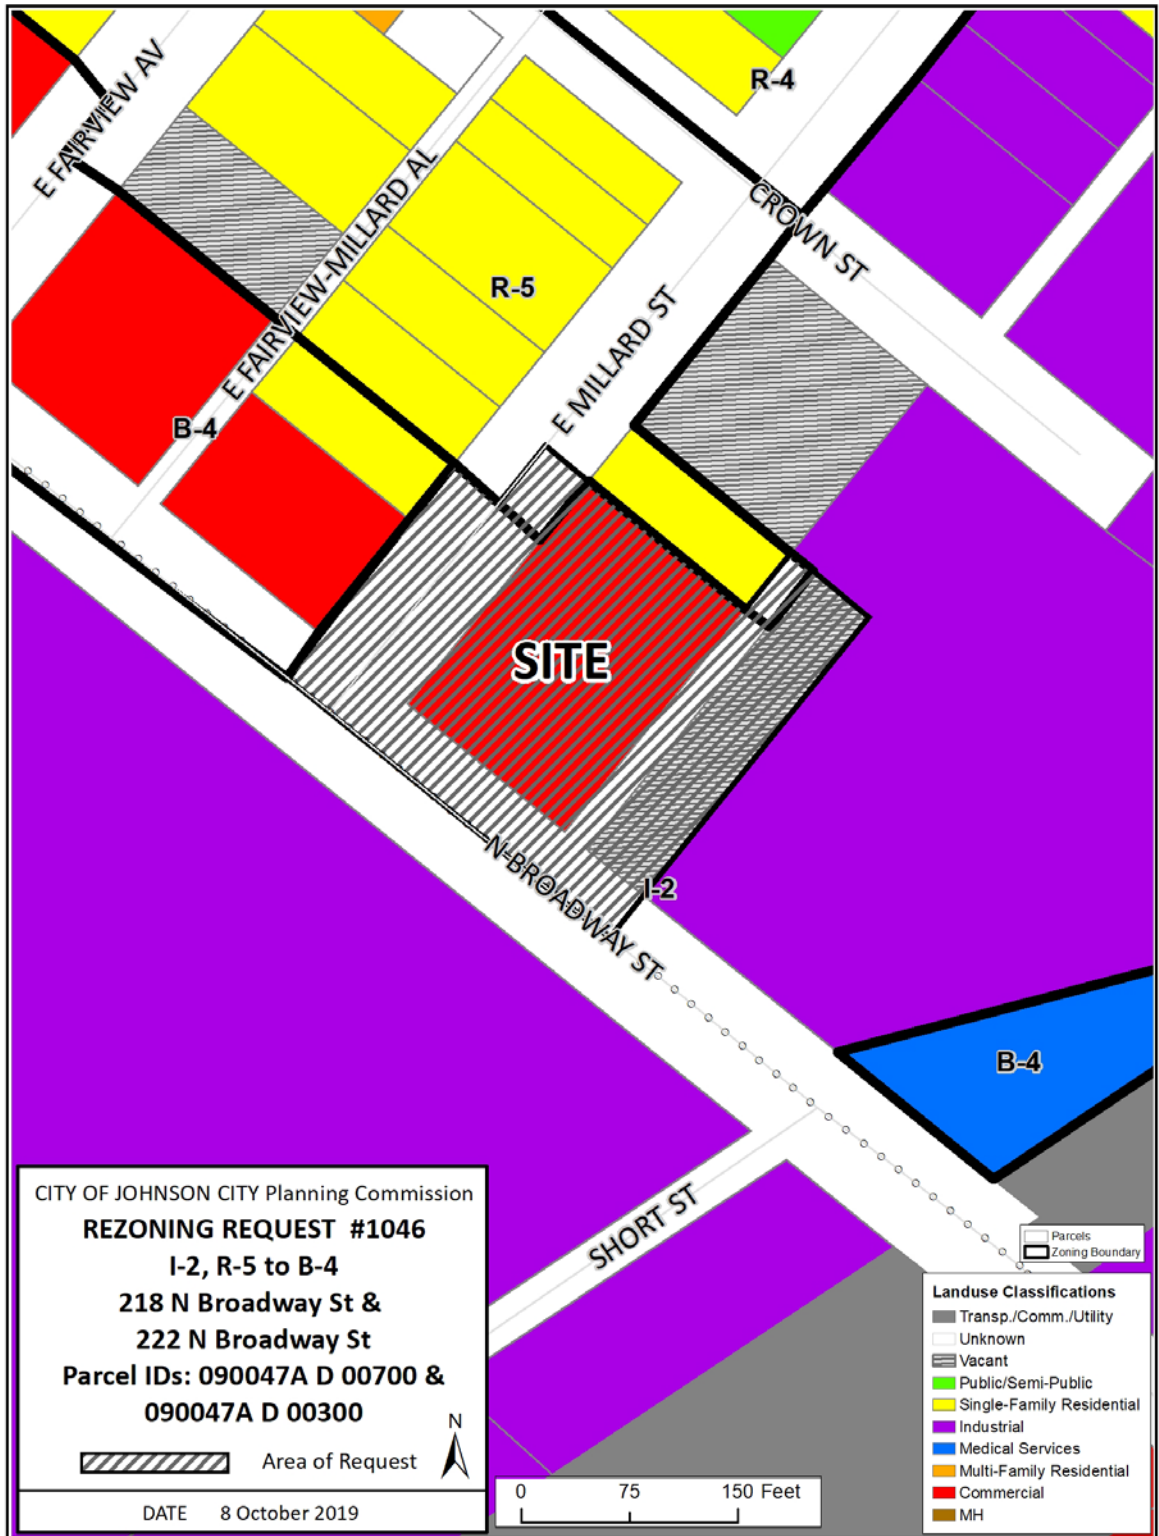 R-4
E FAIRVIEW AV
CROWN ST
E FAIRVIEW-MILLARD AL
R-5
E MILLARD ST
B-4
SITE
I-2
N BROADWAY ST
B-4
SHORT ST
CITY OF JOHNSON CITY Planning Commission
REZONING REQUEST #1046
I-2, R-5 to B-4
218 N Broadway St &
222 N Broadway St
Parcel IDs: 090047A D 00700 &
090047A D 00300
N
Area of Request
DATE 8 October 2019
0 75 150 Feet
Parcels
Zoning Boundary
Landuse Classifications
Transp./Comm./Utility
Unknown
Vacant
Public/Semi-Public
Single-Family Residential
Industrial
Medical Services
Multi-Family Residential
Commercial
MH